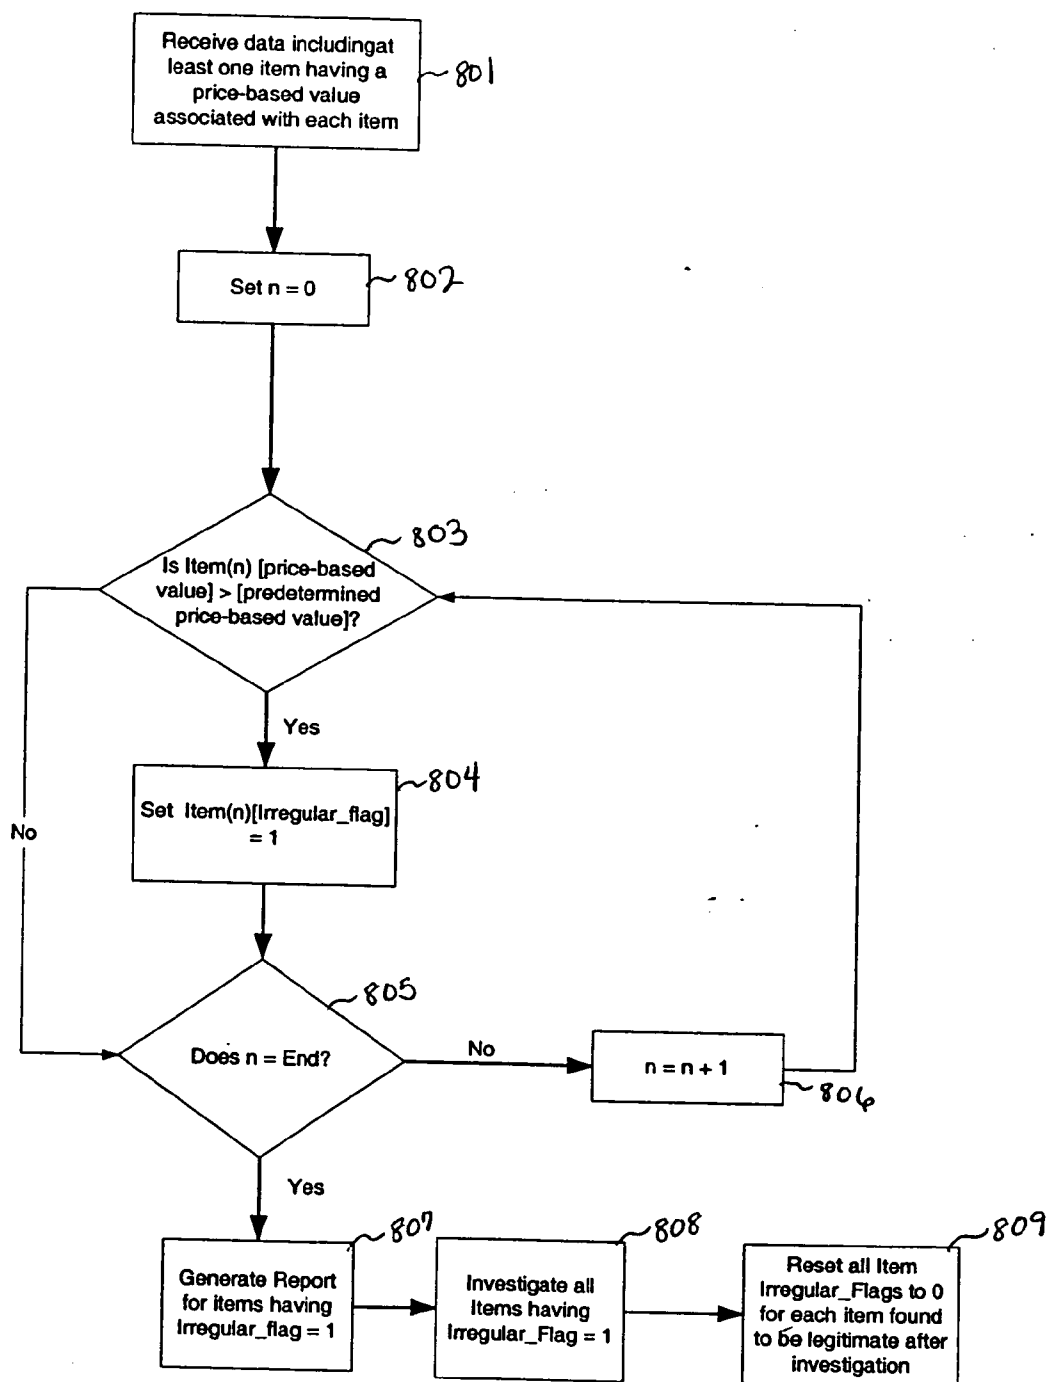 Receive data includingat
least one item having a
price-based value
associated with each item
801
Set n = 0
802
803
Is Item(n) [price-based
value] > [predetermined
price-based value]?
Yes
804
Set Item(n)[Irregular_flag]
= 1
No
805
Does n = End?
No
n = n + 1
806
Yes
807
Generate Report
for items having
Irregular_flag = 1
808
Investigate all
Items having
Irregular_Flag = 1
809
Reset all Item
Irregular_Flags to 0
for each item found
to be legitimate after
investigation